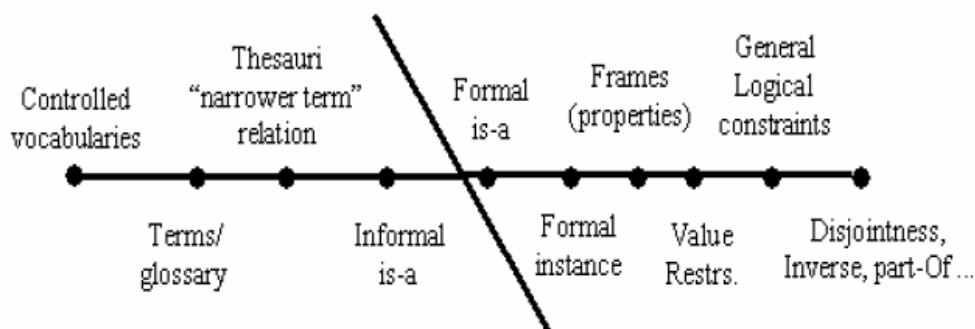 Controlled
vocabularies
Thesauri
“narrower term”
relation
Formal
is-a
Frames
(properties)
General
Logical
constraints
Terms/
glossary
Informal
is-a
Formal
instance
Value
Restrs.
Disjointness,
Inverse, part-Of ...